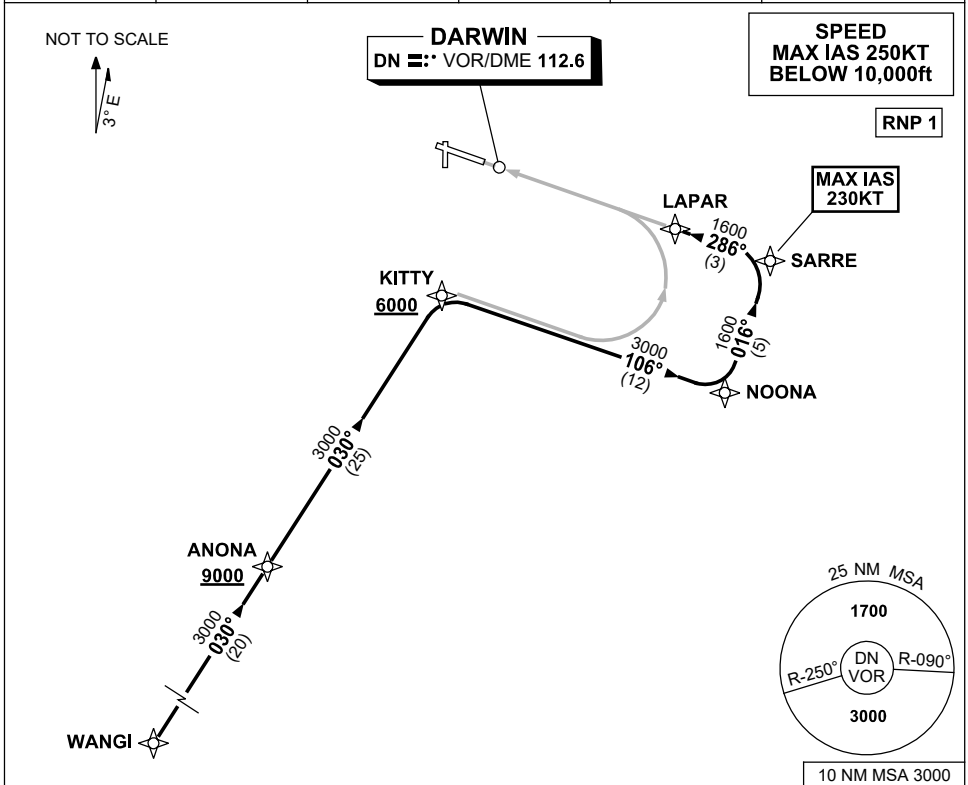 NOT TO SCALE
3° E
DARWIN
DN VOR/DME 112.6
SPEED
MAX IAS 250KT
BELOW 10,000ft
RNP 1
MAX IAS
230KT
LAPAR
1600
286°
(3)
SARRE
KITTY
6000
1600
016°
(5)
3000
106°
(12)
NOONA
3000
030°
(25)
ANONA
9000
3000
030°
(20)
WANGI
25 NM MSA
1700
DN
VOR
R-250°
R-090°
3000
10 NM MSA 3000